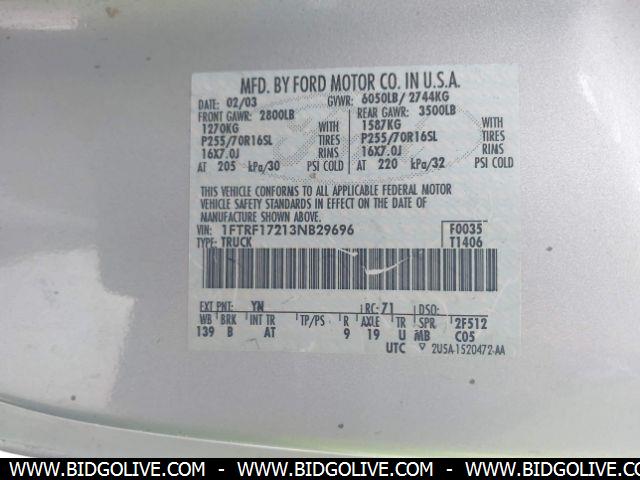 MFD. BY FORD MOTOR CO. IN U.S.A.
DATE: 02/03 GVWR: 6050LB/ 2744KG
FRONT GAWR: 2800LB REAR GAWR: 3500LB
1270KG WITH 1587KG WITH
P255/70R16SL TIRES P255/70R16SL TIRES
16X7.0J RIMS 16X7.0J RIMS
AT 205 kPa/30 PSI COLD AT 220 kPa/32 PSI COLD
THIS VEHICLE CONFORMS TO ALL APPLICABLE FEDERAL MOTOR
VEHICLE SAFETY STANDARDS IN EFFECT ON THE DATE OF
MANUFACTURE SHOWN ABOVE.
VIN: 1FTRF17213NB29696 F0035
TYPE: TRUCK T1406
EXT PNT: YN RC: 71 DSO:
WB BRK INT TR TP/PS R AXLE TR SPR 2F512
139 B AT 9 19 U MB C05
UTC ▽ 2USA-1520472-AA
WWW.BIDGOLIVE.COM - WWW.BIDGOLIVE.COM - WWW.BIDGOLIVE.COM